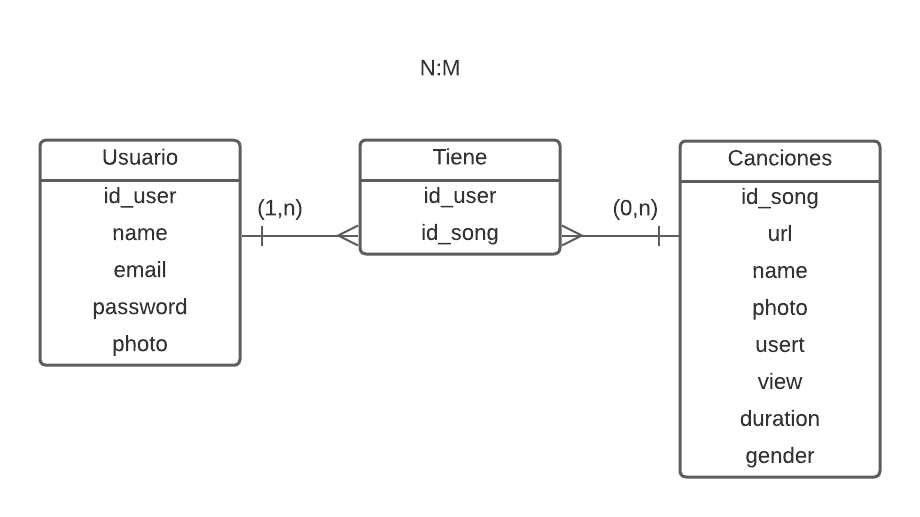 N:M
Usuario
id_user
name
email
password
photo
(1,n)
Tiene
id_user
id_song
(0,n)
Canciones
id_song
url
name
photo
usert
view
duration
gender